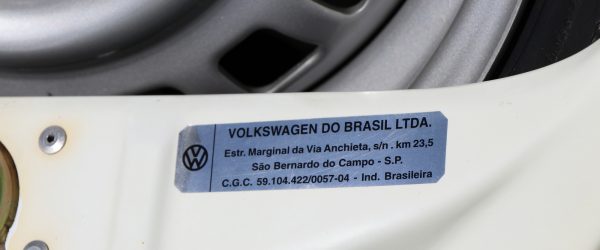 VOLKSWAGEN DO BRASIL LTDA.
Estr. Marginal da Via Anchieta, s/n . km 23,5
São Bernardo do Campo - S.P.
C.G.C. 59.104.422/0057-04 - Ind. Brasileira